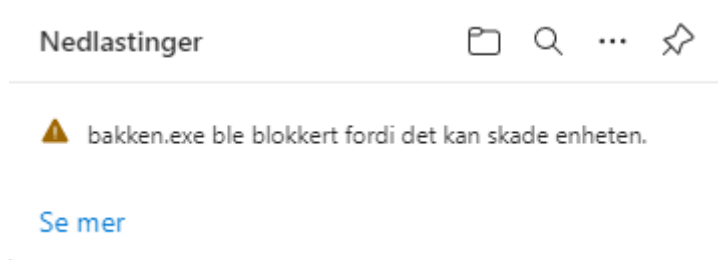 Nedlastinger
bakken.exe ble blokkert fordi det kan skade enheten.
Se mer